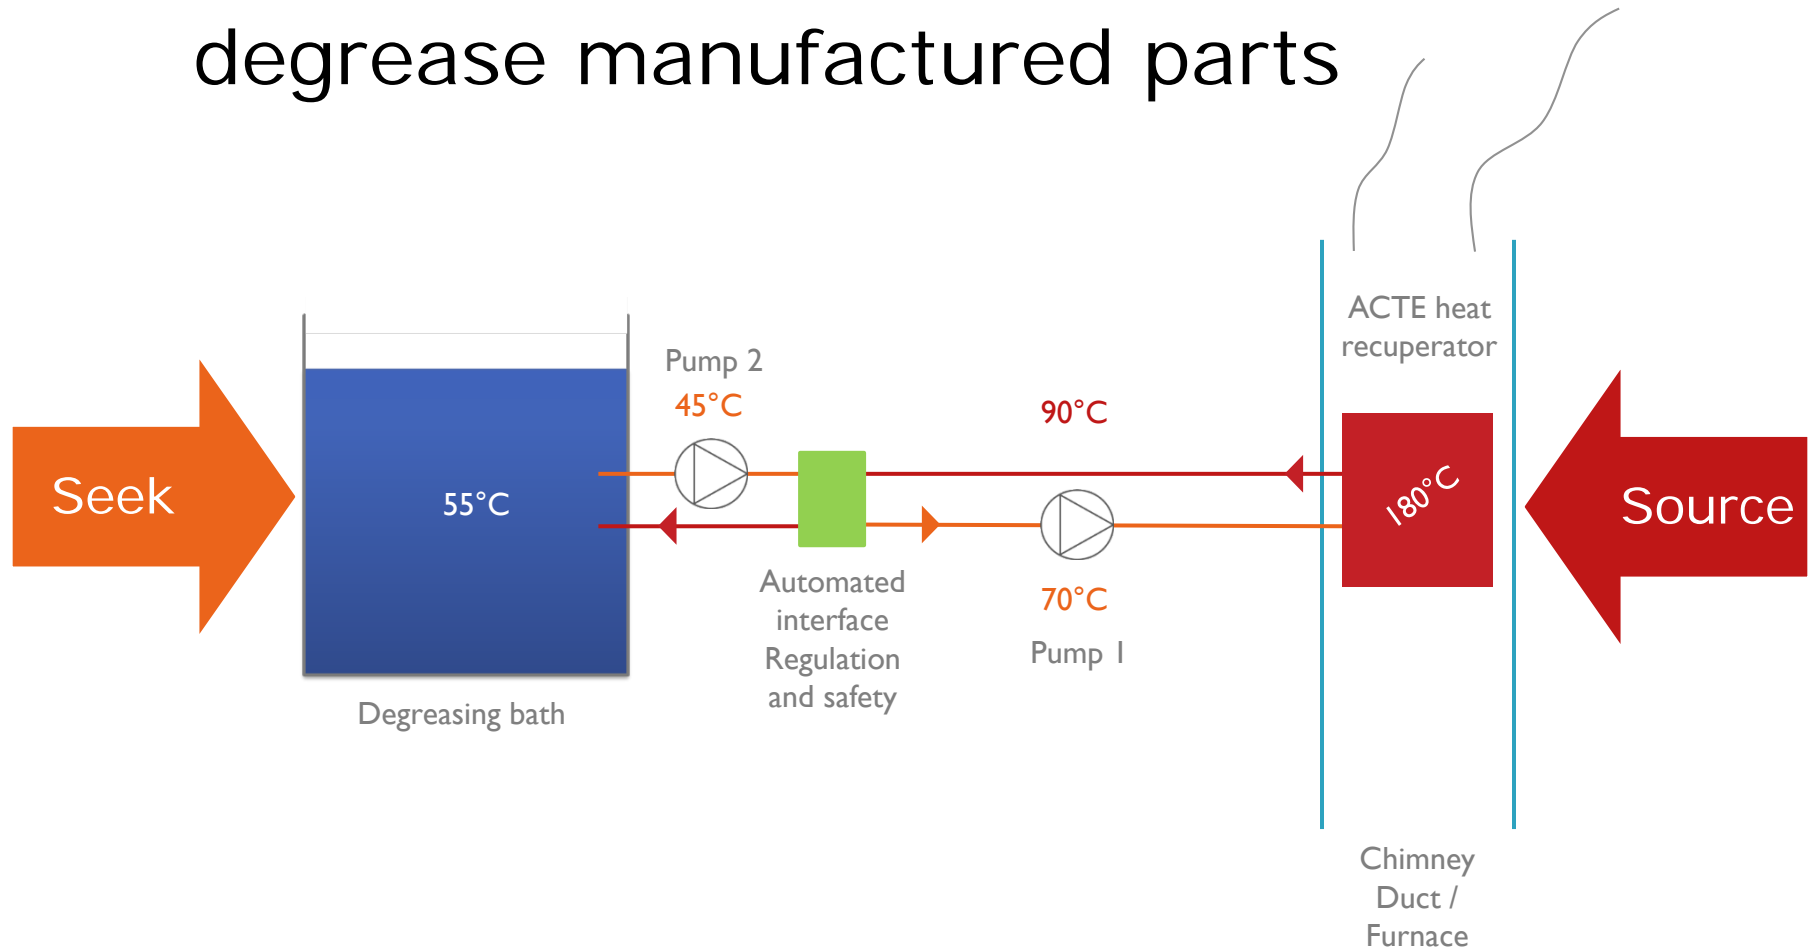 degrease manufactured parts
ACTE heat
recuperator
Pump 2
45°C
90°C
Seek
55°C
180°C
Source
Automated
interface
Regulation
and safety
70°C
Pump 1
Degreasing bath
Chimney
Duct /
Furnace